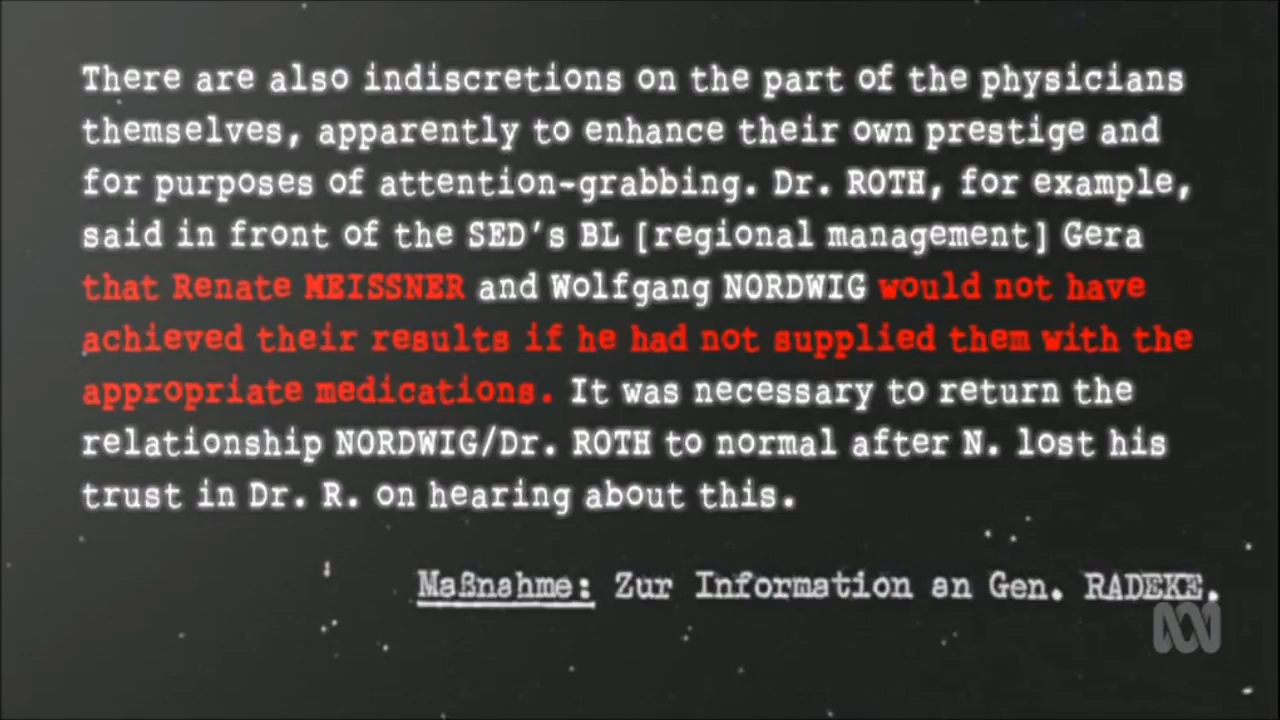 There are also indiscretions on the part of the physicians
themselves, apparently to enhance their own prestige and
for purposes of attention-grabbing. Dr. ROTH, for example,
said in front of the SED's BL [regional management] Gera
that Renate MEISSNER and Wolfgang NORDWIG would not have
achieved their results if he had not supplied them with the
appropriate medications. It was necessary to return the
relationship NORDWIG/Dr. ROTH to normal after N. lost his
trust in Dr. R. on hearing about this.
Maßnahme: Zur Information an Gen. RADEKE.